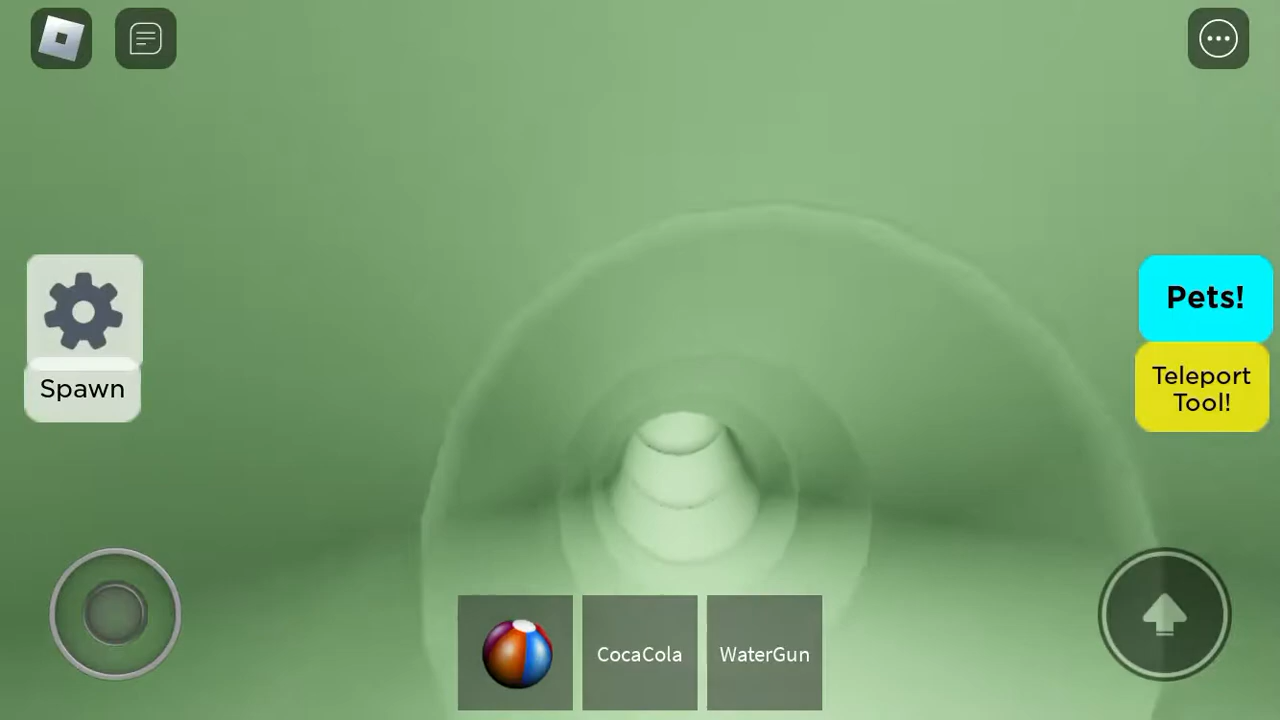 Pets!
Teleport
Tool!
Spawn
CocaCola
WaterGun